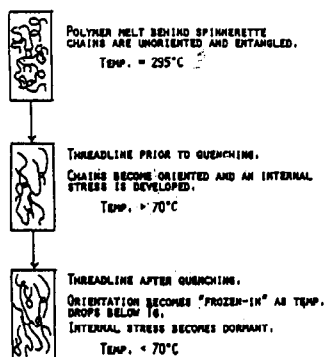 POLYMER MELT BEHIND SPINNERETTE
CHAINS ARE UNORIENTED AND ENTANGLED.
TEMP. = 295°C
THREADLINE PRIOR TO QUENCHING.
CHAINS BECOME ORIENTED AND AN INTERNAL
STRESS IS DEVELOPED.
TEMP. > 70°C
THREADLINE AFTER QUENCHING.
ORIENTATION BECOMES "FROZEN-IN" AS TEMP.
DROPS BELOW TG.
INTERNAL STRESS BECOMES DORMANT.
TEMP. < 70°C